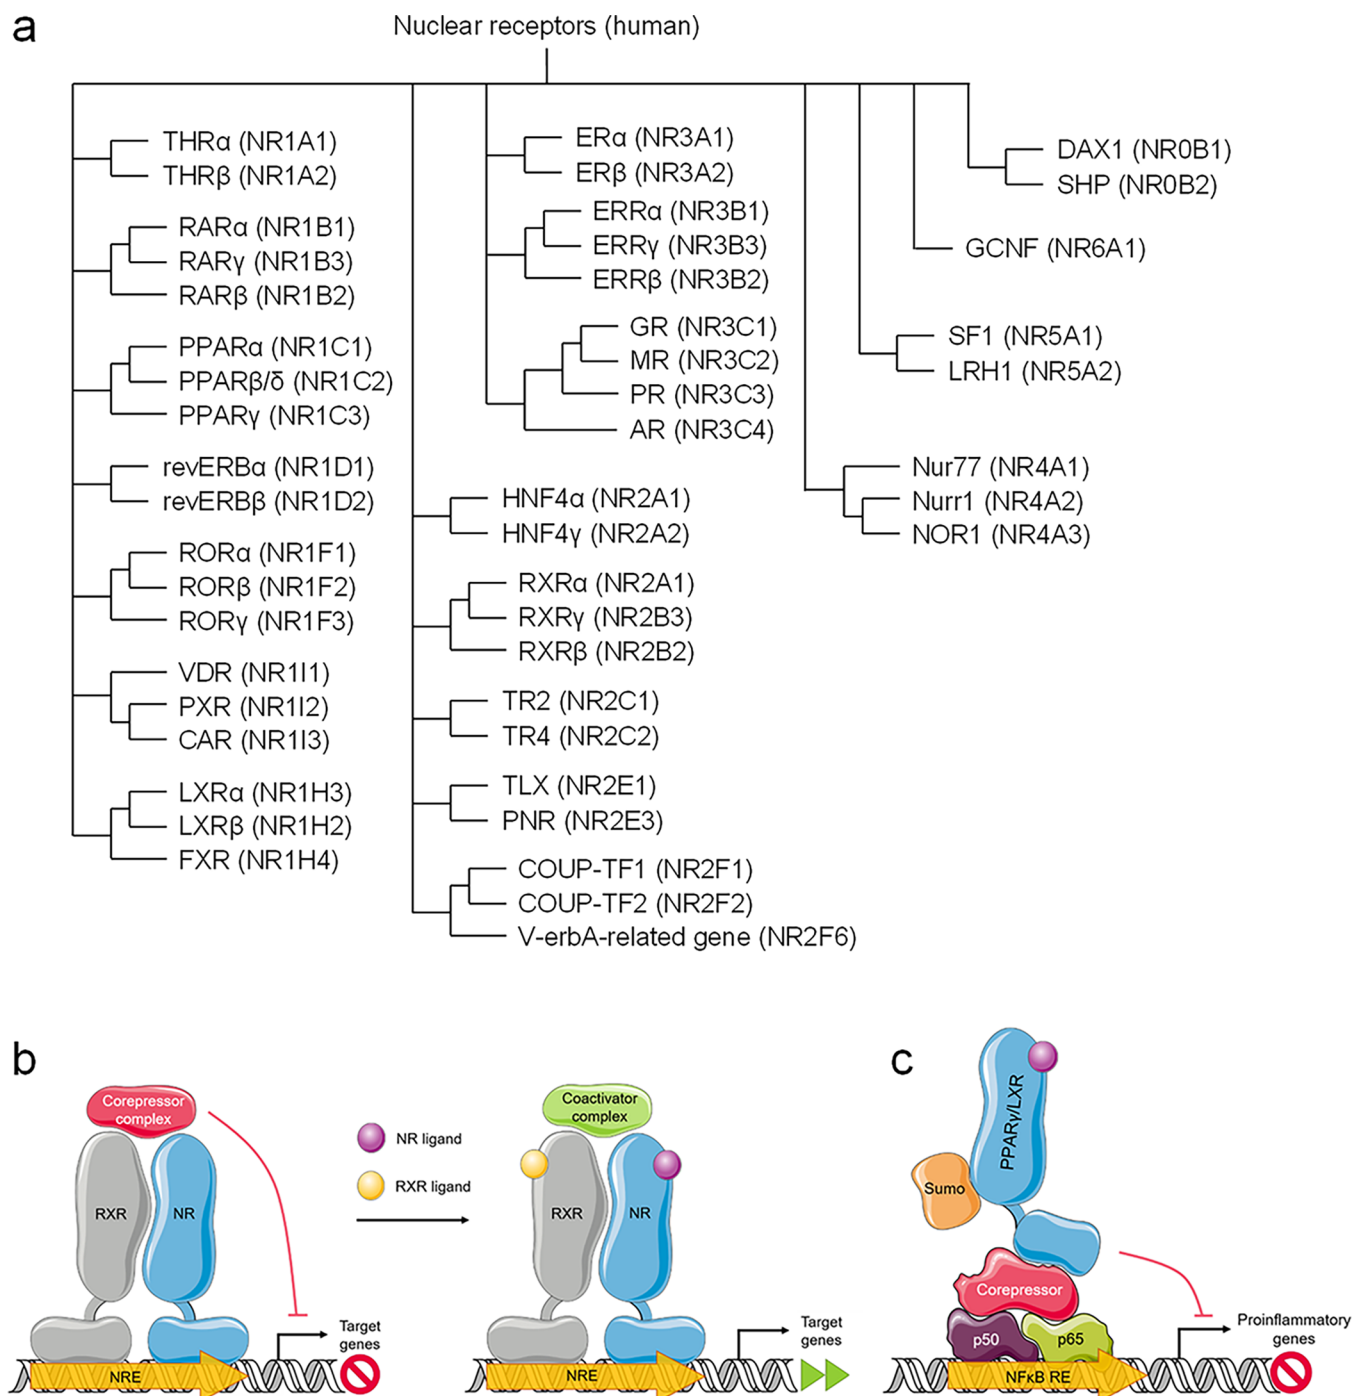 a
Nuclear receptors (human)
THRα (NR1A1)
THRβ (NR1A2)
RARα (NR1B1)
RARγ (NR1B3)
RARβ (NR1B2)
PPARα (NR1C1)
PPARβ/δ (NR1C2)
PPARγ (NR1C3)
revERBα (NR1D1)
revERBβ (NR1D2)
RORα (NR1F1)
RORβ (NR1F2)
RORγ (NR1F3)
VDR (NR1I1)
PXR (NR1I2)
CAR (NR1I3)
LXRα (NR1H3)
LXRβ (NR1H2)
FXR (NR1H4)
ERα (NR3A1)
ERβ (NR3A2)
ERRα (NR3B1)
ERRγ (NR3B3)
ERRβ (NR3B2)
GR (NR3C1)
MR (NR3C2)
PR (NR3C3)
AR (NR3C4)
HNF4α (NR2A1)
HNF4γ (NR2A2)
RXRα (NR2A1)
RXRγ (NR2B3)
RXRβ (NR2B2)
TR2 (NR2C1)
TR4 (NR2C2)
TLX (NR2E1)
PNR (NR2E3)
COUP-TF1 (NR2F1)
COUP-TF2 (NR2F2)
V-erbA-related gene (NR2F6)
DAX1 (NR0B1)
SHP (NR0B2)
GCNF (NR6A1)
SF1 (NR5A1)
LRH1 (NR5A2)
Nur77 (NR4A1)
Nurr1 (NR4A2)
NOR1 (NR4A3)
b
Corepressor
complex
RXR
NR
NRE
Target
genes
NR ligand
RXR ligand
Coactivator
complex
RXR
NR
NRE
Target
genes
c
PPARγ/LXR
Sumo
Corepressor
p50
p65
NFκB RE
Proinflammatory
genes